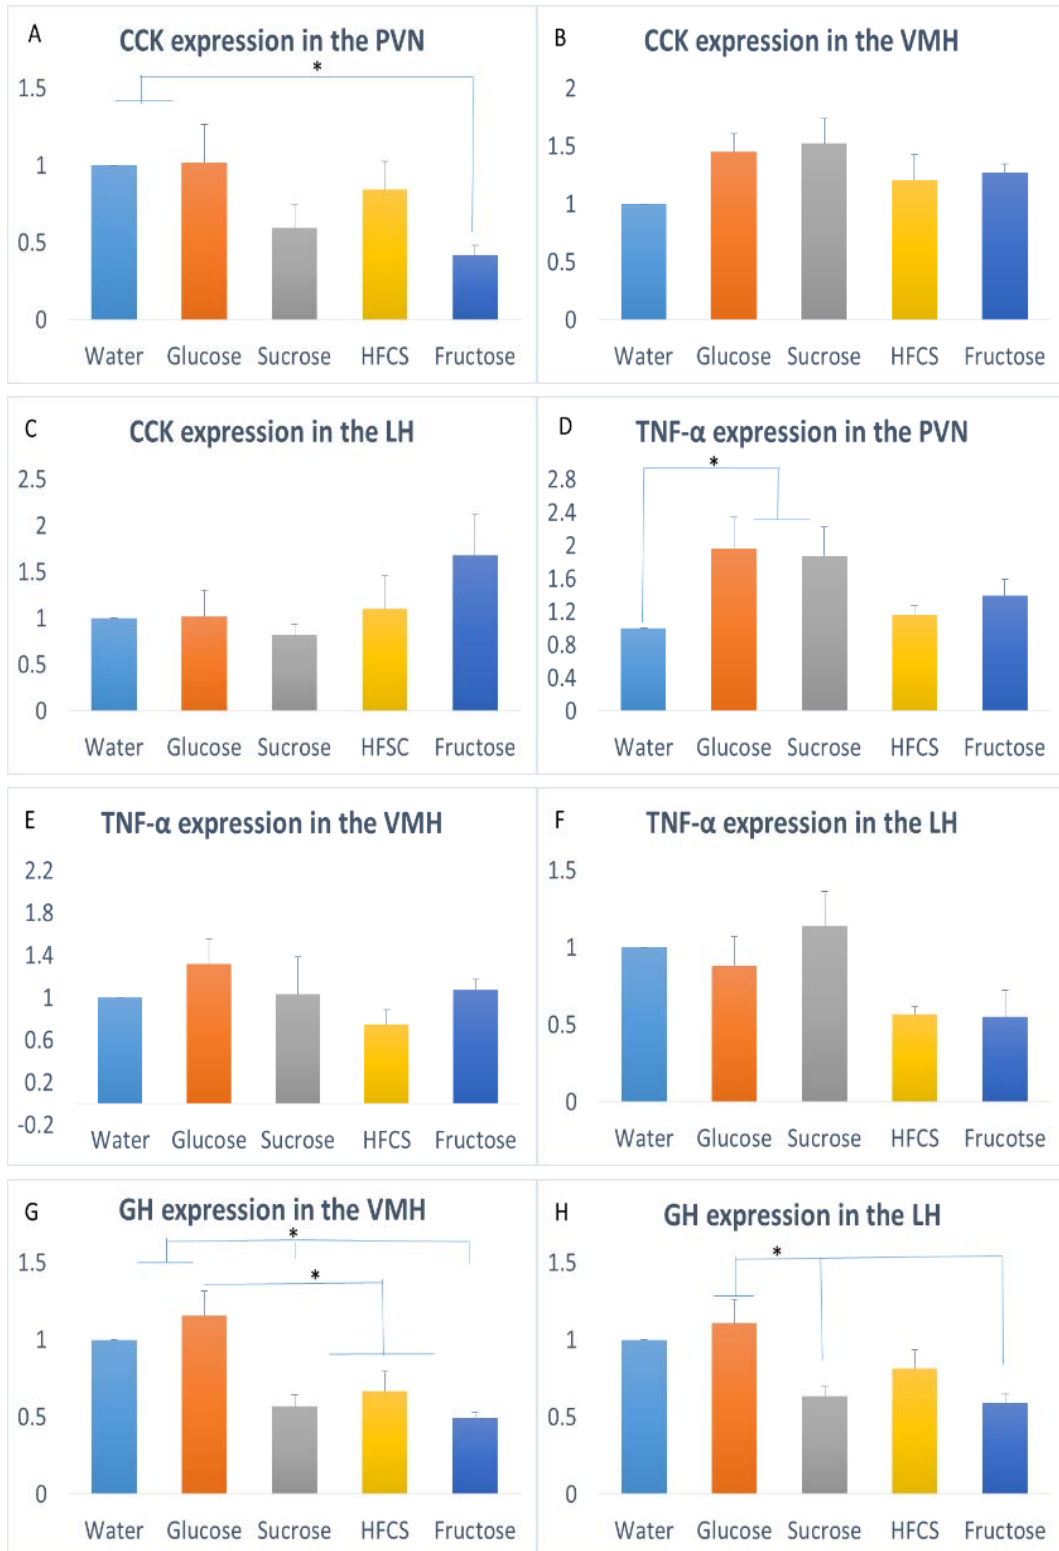 A
CCK expression in the PVN
*
1.5
1
0.5
0
Water Glucose Sucrose HFCS Fructose
B
CCK expression in the VMH
2
1.5
1
0.5
0
Water Glucose Sucrose HFCS Fructose
C
CCK expression in the LH
2.5
2
1.5
1
0.5
0
Water Glucose Sucrose HFSC Fructose
D
TNF-α expression in the PVN
*
2.8
2.4
2
1.6
1.2
0.8
0.4
0
Water Glucose Sucrose HFCS Fructose
E
TNF-α expression in the VMH
2.2
1.8
1.4
1
0.6
0.2
-0.2
Water Glucose Sucrose HFCS Fructose
F
TNF-α expression in the LH
1.5
1
0.5
0
Water Glucose Sucrose HFCS Frucotse
G
GH expression in the VMH
*
*
1.5
1
0.5
0
Water Glucose Sucrose HFCS Fructose
H
GH expression in the LH
*
1.5
1
0.5
0
Water Glucose Sucrose HFCS Fructose